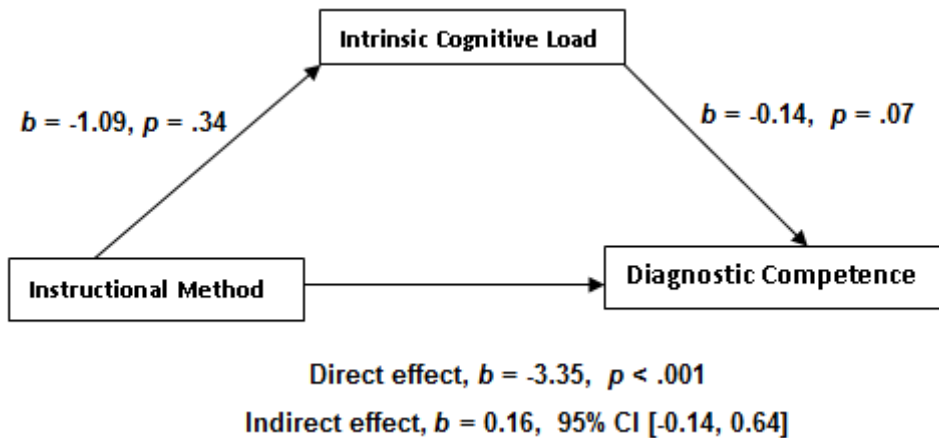 Intrinsic Cognitive Load
b = -1.09, p = .34
b = -0.14, p = .07
Instructional Method
Diagnostic Competence
Direct effect, b = -3.35, p < .001
Indirect effect, b = 0.16, 95% CI [-0.14, 0.64]